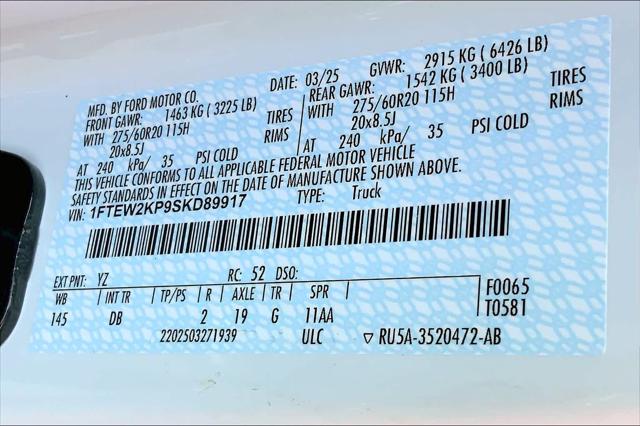 MFD. BY FORD MOTOR CO. DATE: 03/25 GVWR: 2915 KG ( 6426 LB)
FRONT GAWR: 1463 KG ( 3225 LB) REAR GAWR: 1542 KG ( 3400 LB)
WITH 275/60R20 115H TIRES WITH 275/60R20 115H TIRES
20x8.5J RIMS 20x8.5J RIMS
AT 240 kPa/ 35 PSI COLD AT 240 kPa/ 35 PSI COLD
THIS VEHICLE CONFORMS TO ALL APPLICABLE FEDERAL MOTOR VEHICLE
SAFETY STANDARDS IN EFFECT ON THE DATE OF MANUFACTURE SHOWN ABOVE.
VIN: 1FTEW2KP9SKD89917 TYPE: Truck
EXT PNT: YZ RC: 52 DSO:
WB INT TR TP/PS R AXLE TR SPR F0065
145 DB 2 19 G 11AA T0581
2202503271939 ULC ▽ RU5A-3520472-AB